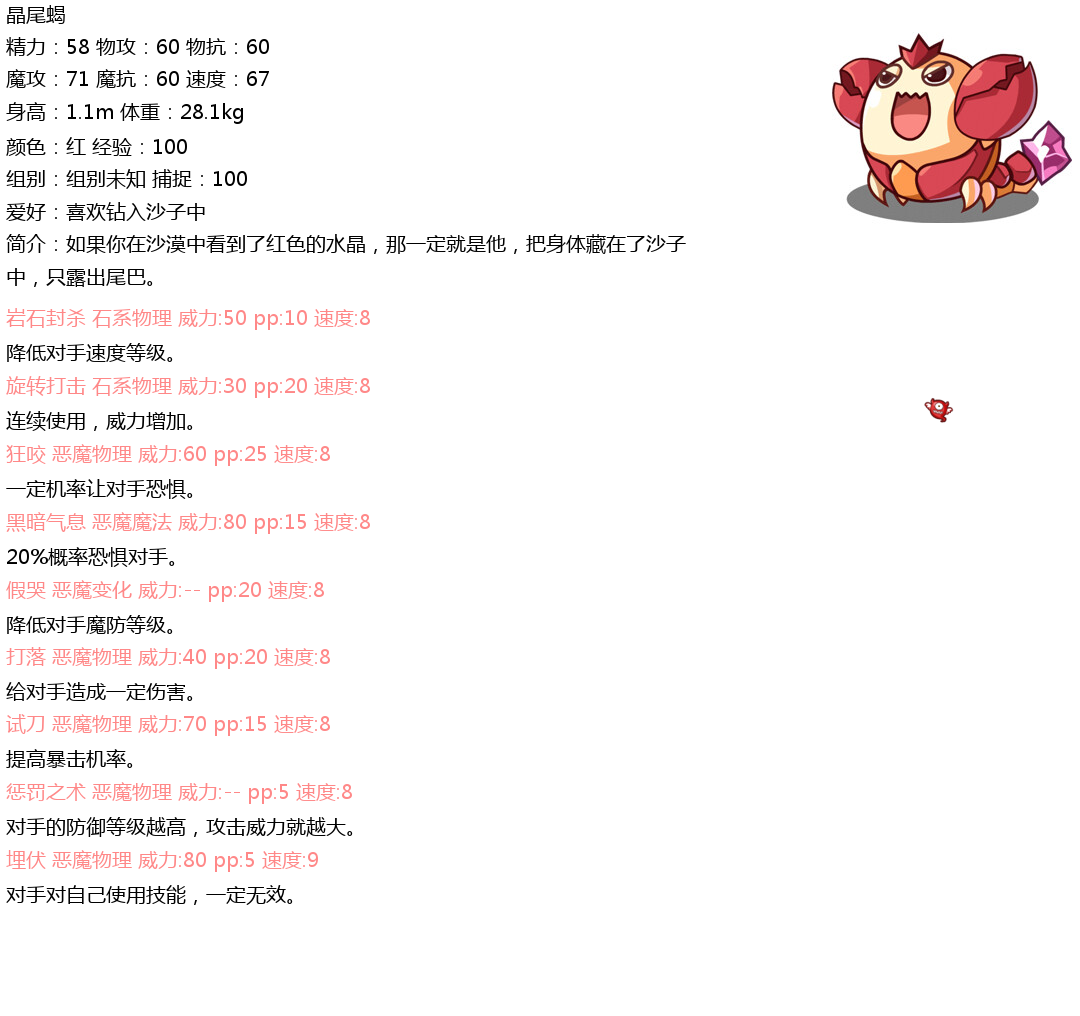 晶尾蝎
精力：58 物攻：60 物抗：60
魔攻：71 魔抗：60 速度：67
身高：1.1m 体重：28.1kg
颜色：红 经验：100
组别：组别未知 捕捉：100
爱好：喜欢钻入沙子中
简介：如果你在沙漠中看到了红色的水晶，那一定就是他，把身体藏在了沙子
中，只露出尾巴。
岩石封杀 石系物理 威力:50 pp:10 速度:8
降低对手速度等级。
旋转打击 石系物理 威力:30 pp:20 速度:8
连续使用，威力增加。
狂咬 恶魔物理 威力:60 pp:25 速度:8
一定机率让对手恐惧。
黑暗气息 恶魔魔法 威力:80 pp:15 速度:8
20%概率恐惧对手。
假哭 恶魔变化 威力:-- pp:20 速度:8
降低对手魔防等级。
打落 恶魔物理 威力:40 pp:20 速度:8
给对手造成一定伤害。
试刀 恶魔物理 威力:70 pp:15 速度:8
提高暴击机率。
惩罚之术 恶魔物理 威力:-- pp:5 速度:8
对手的防御等级越高，攻击威力就越大。
埋伏 恶魔物理 威力:80 pp:5 速度:9
对手对自己使用技能，一定无效。